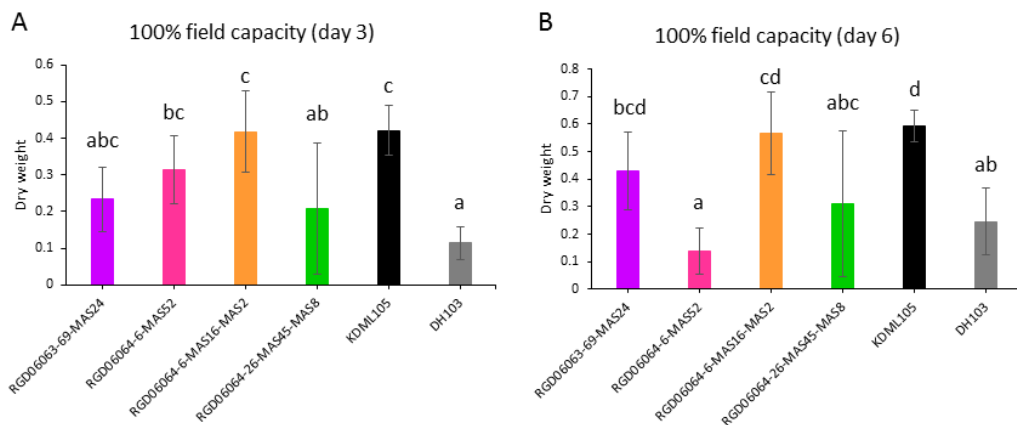 A
100% field capacity (day 3)
0.6
0.5
0.4
0.3
0.2
0.1
0
Dry weight
abc
bc
c
ab
c
a
RGD06063-69-MAS24
RGD06064-6-MAS52
RGD06064-6-MAS16-MAS2
RGD06064-26-MAS45-MAS8
KDML105
DH103
B
100% field capacity (day 6)
0.8
0.7
0.6
0.5
0.4
0.3
0.2
0.1
0
Dry weight
bcd
a
cd
abc
d
ab
RGD06063-69-MAS24
RGD06064-6-MAS52
RGD06064-6-MAS16-MAS2
RGD06064-26-MAS45-MAS8
KDML105
DH103